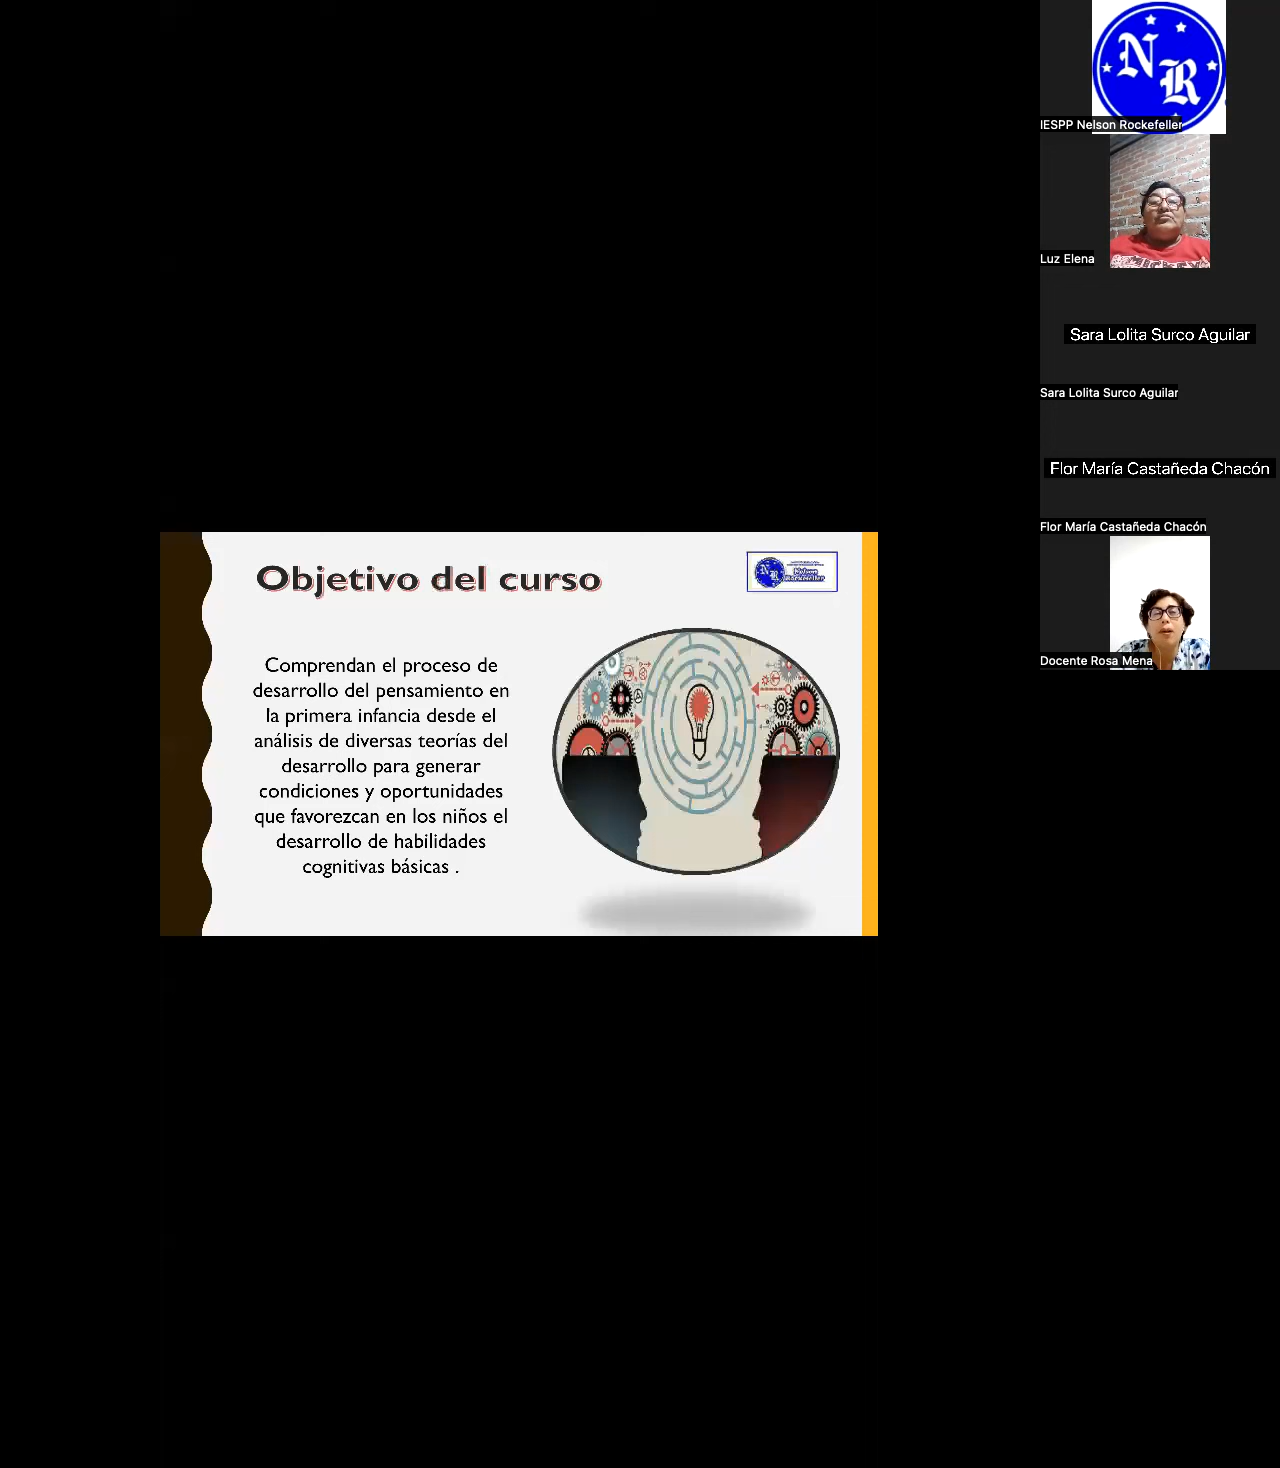 Objetivo del curso
N R
Nelson
Rockefeller
Comprendan el proceso de
desarrollo del pensamiento en
la primera infancia desde el
análisis de diversas teorías del
desarrollo para generar
condiciones y oportunidades
que favorezcan en los niños el
desarrollo de habilidades
cognitivas básicas .
N R
IESPP Nelson Rockefeller
Luz Elena
Sara Lolita Surco Aguilar
Sara Lolita Surco Aguilar
Flor María Castañeda Chacón
Flor María Castañeda Chacón
Docente Rosa Mena